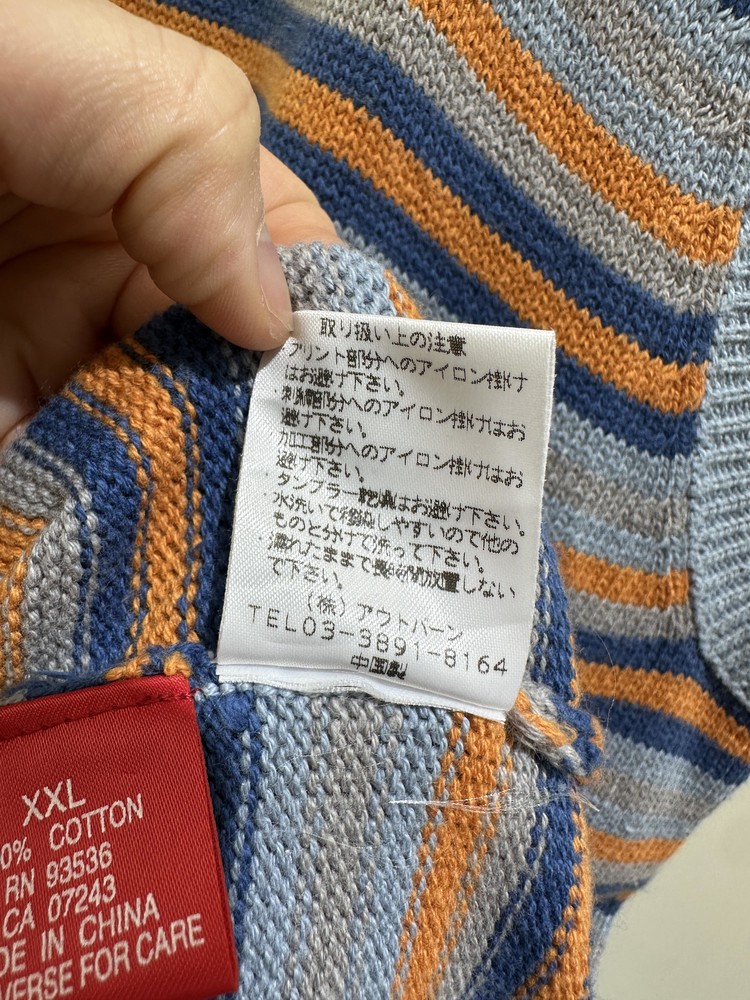 取り扱い上の注意
・プリント部分へのアイロン掛け
はお避け下さい。
・刺繍部分へのアイロン掛けはお
避け下さい。
・加工部分へのアイロン掛けはお
避け下さい。
・タンブラー乾燥はお避け下さい。
・水洗いで移染しやすいので他の
ものと分けて洗って下さい。
・濡れたままで長時間放置しない
で下さい。
(株)アウトバーン
TEL03-3891-8164
中国製
XXL
0% COTTON
RN 93536
CA 07243
DE IN CHINA
VERSE FOR CARE